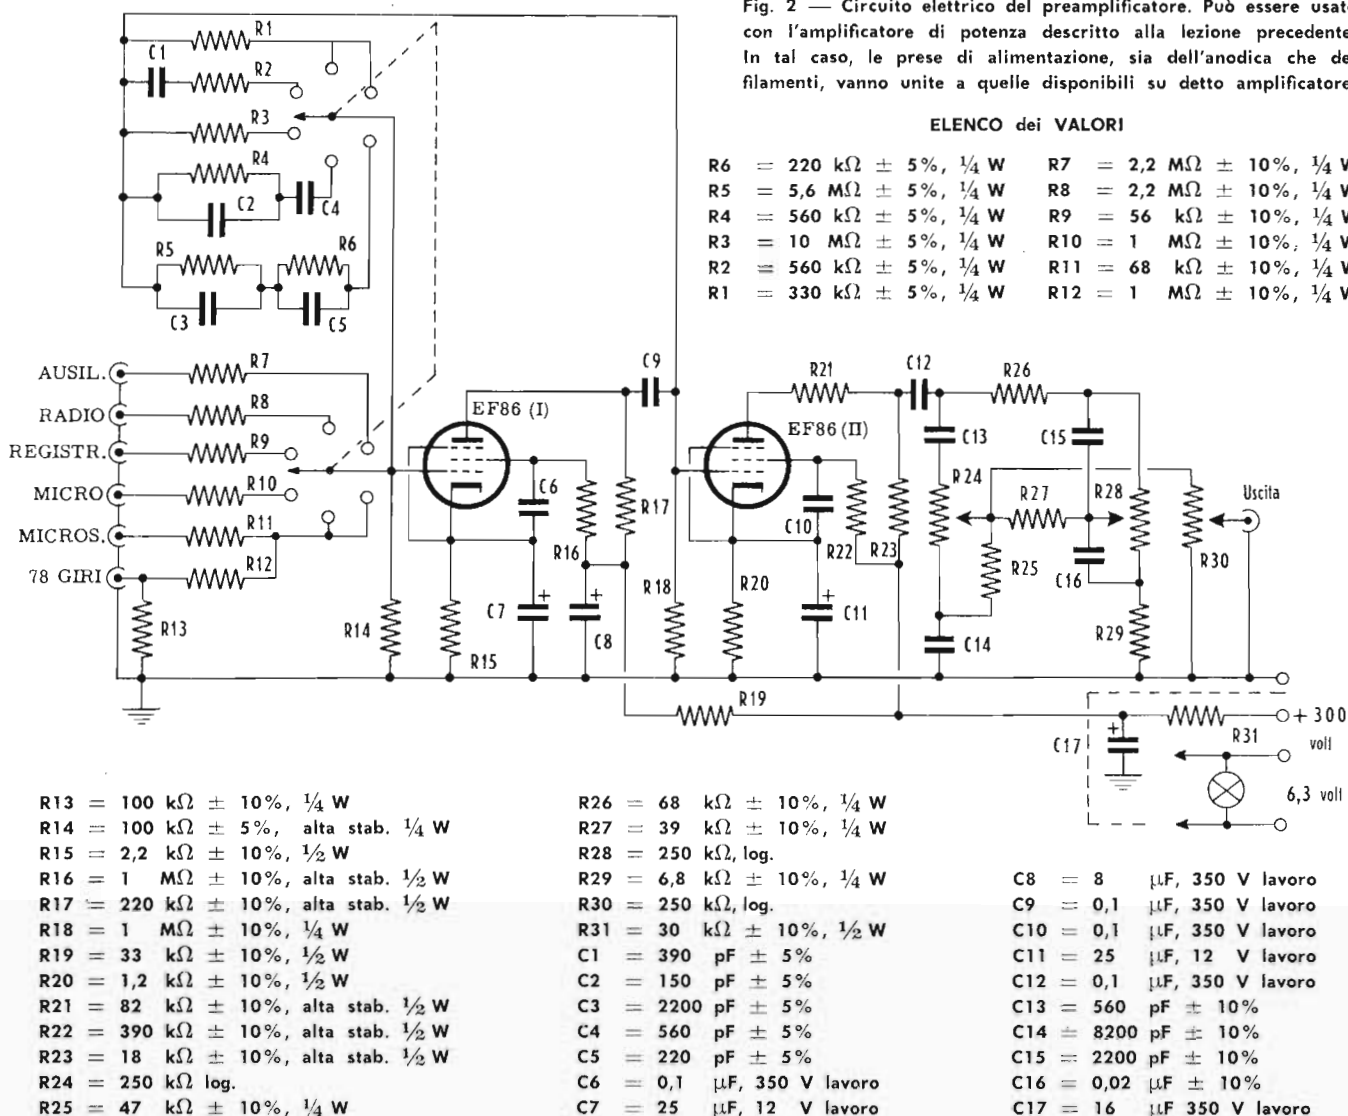 Fig. 2 — Circuito elettrico del preamplificatore. Può essere usat
con l'amplificatore di potenza descritto alla lezione precedente
In tal caso, le prese di alimentazione, sia dell'anodica che de
filamenti, vanno unite a quelle disponibili su detto amplificatore
ELENCO dei VALORI
R6 = 220 kΩ ± 5%, ¼ W
R5 = 5,6 MΩ ± 5%, ¼ W
R4 = 560 kΩ ± 5%, ¼ W
R3 = 10 MΩ ± 5%, ¼ W
R2 = 560 kΩ ± 5%, ¼ W
R1 = 330 kΩ ± 5%, ¼ W
R7 = 2,2 MΩ ± 10%, ¼ W
R8 = 2,2 MΩ ± 10%, ¼ W
R9 = 56 kΩ ± 10%, ¼ W
R10 = 1 MΩ ± 10%, ¼ W
R11 = 68 kΩ ± 10%, ¼ W
R12 = 1 MΩ ± 10%, ¼ W
R1
C1
R2
R3
R4
C2
C4
R5
R6
C3
C5
AUSIL.
R7
RADIO
R8
REGISTR.
R9
MICRO
R10
MICROS.
R11
78 GIRI
R12
R13
R14
EF86 (I)
C6
R16
R17
C9
R15
C7
C8
R18
R19
EF86 (II)
R21
C12
R26
C10
R22
R23
R20
C11
C13
R24
R25
C14
C15
R27
R28
C16
R29
R30
Uscita
C17
R31
+ 300
volt
6,3 volt
R13 = 100 kΩ ± 10%, ¼ W
R14 = 100 kΩ ± 5%, alta stab. ¼ W
R15 = 2,2 kΩ ± 10%, ½ W
R16 = 1 MΩ ± 10%, alta stab. ½ W
R17 = 220 kΩ ± 10%, alta stab. ½ W
R18 = 1 MΩ ± 10%, ¼ W
R19 = 33 kΩ ± 10%, ½ W
R20 = 1,2 kΩ ± 10%, ½ W
R21 = 82 kΩ ± 10%, alta stab. ½ W
R22 = 390 kΩ ± 10%, alta stab. ½ W
R23 = 18 kΩ ± 10%, alta stab. ½ W
R24 = 250 kΩ log.
R25 = 47 kΩ ± 10%, ¼ W
R26 = 68 kΩ ± 10%, ¼ W
R27 = 39 kΩ ± 10%, ¼ W
R28 = 250 kΩ, log.
R29 = 6,8 kΩ ± 10%, ¼ W
R30 = 250 kΩ, log.
R31 = 30 kΩ ± 10%, ½ W
C1 = 390 pF ± 5%
C2 = 150 pF ± 5%
C3 = 2200 pF ± 5%
C4 = 560 pF ± 5%
C5 = 220 pF ± 5%
C6 = 0,1 µF, 350 V lavoro
C7 = 25 µF, 12 V lavoro
C8 = 8 µF, 350 V lavoro
C9 = 0,1 µF, 350 V lavoro
C10 = 0,1 µF, 350 V lavoro
C11 = 25 µF, 12 V lavoro
C12 = 0,1 µF, 350 V lavoro
C13 = 560 pF ± 10%
C14 = 8200 pF ± 10%
C15 = 2200 pF ± 10%
C16 = 0,02 µF ± 10%
C17 = 16 µF 350 V lavoro